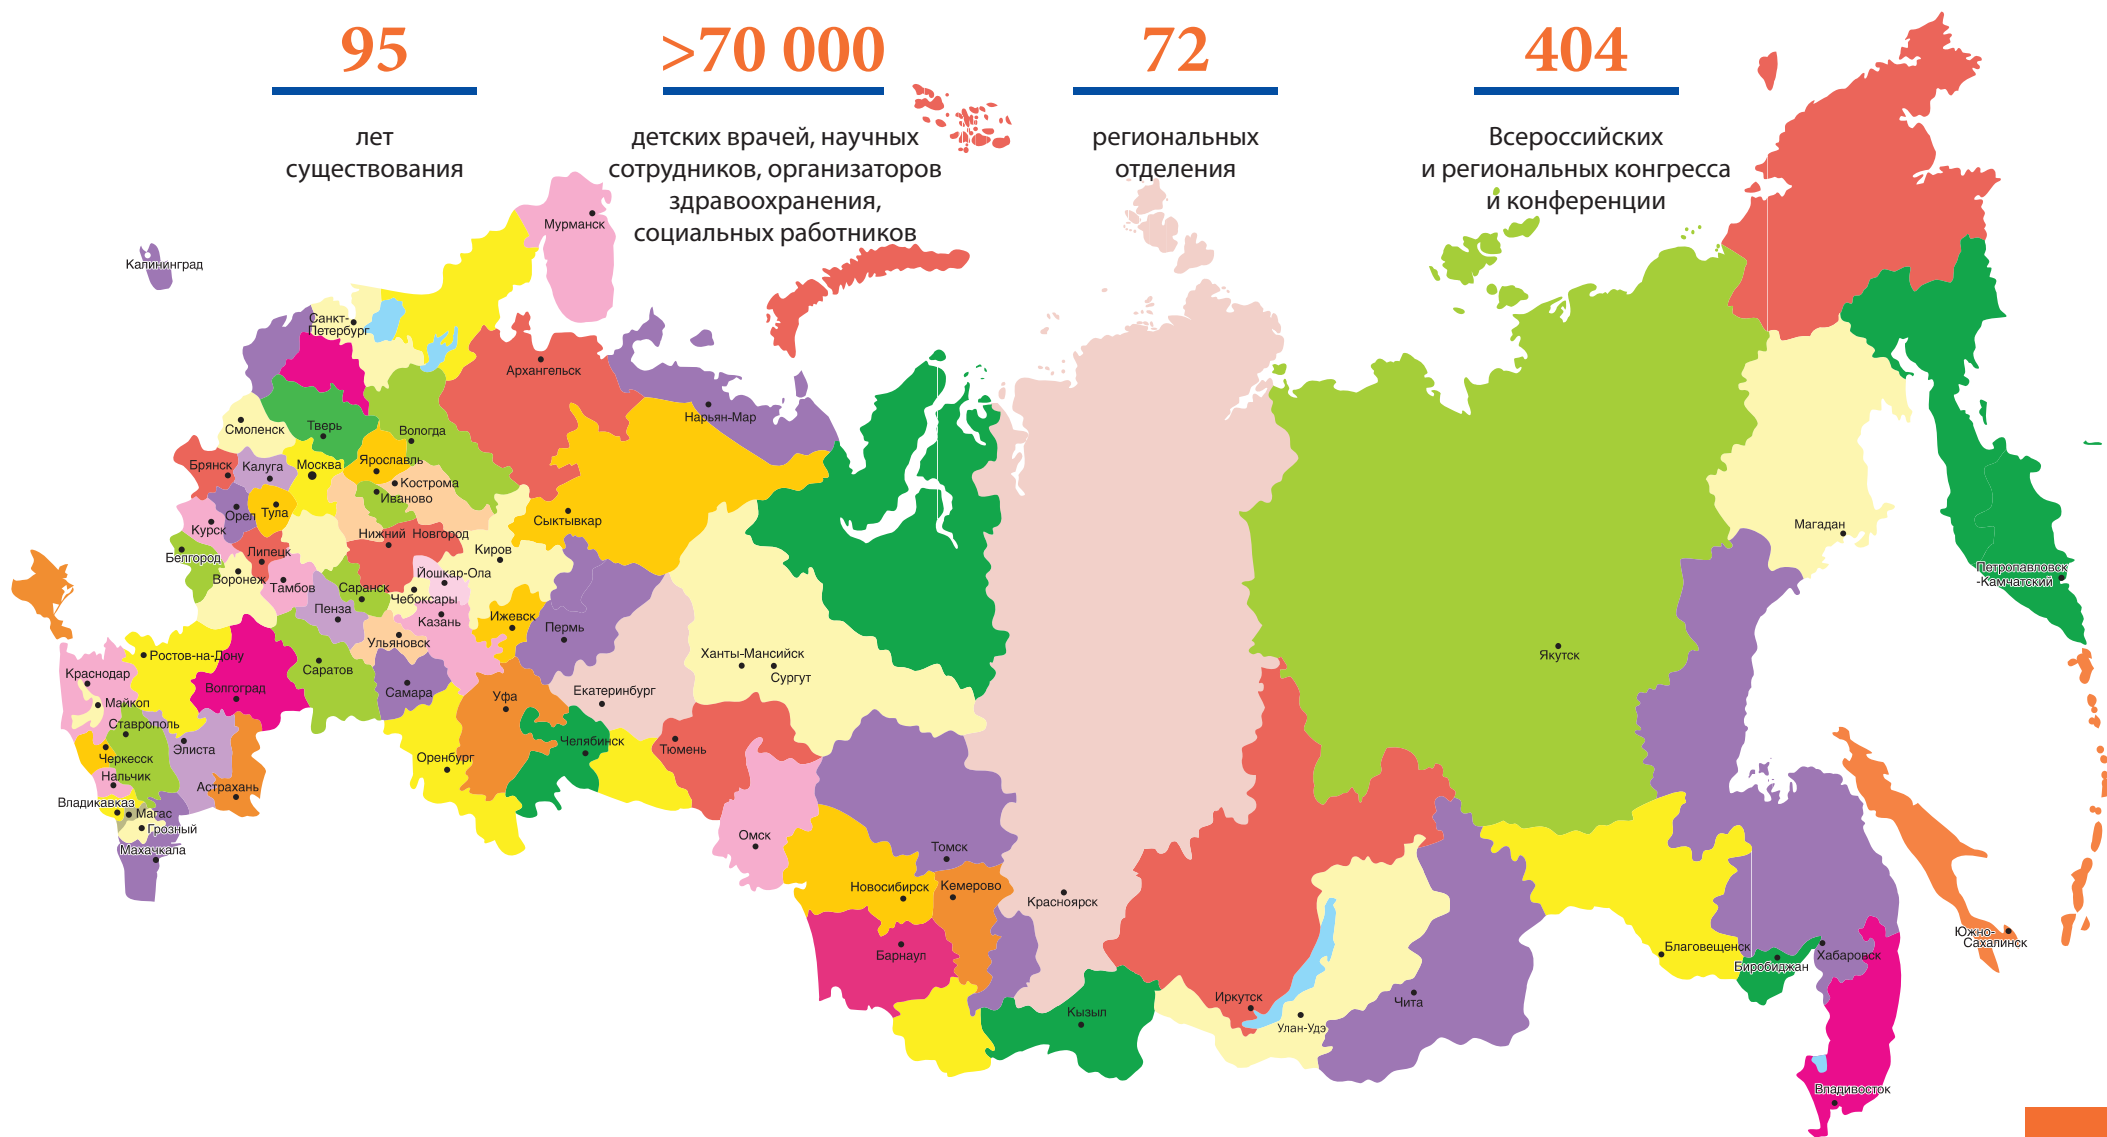 95
лет
существования
>70 000
детских врачей, научных
сотрудников, организаторов
здравоохранения,
социальных работников
72
региональных
отделения
404
Всероссийских
и региональных конгресса
и конференции
Мурманск
Калининград
Санкт-
Петербург
Архангельск
Нарьян-Мар
Смоленск
Тверь
Вологда
Брянск
Калуга
Москва
Ярославль
Кострома
Иваново
Орел
Тула
Курск
Сыктывкар
Магадан
Нижний Новгород
Белгород
Липецк
Киров
Воронеж
Тамбов
Саранск
Йошкар-Ола
Чебоксары
Петропавловск
-Камчатский
Пенза
Казань
Ижевск
Пермь
Ульяновск
Ростов-на-Дону
Саратов
Ханты-Мансийск
Сургут
Якутск
Краснодар
Волгоград
Самара
Уфа
Екатеринбург
Майкоп
Ставрополь
Элиста
Челябинск
Тюмень
Черкесск
Оренбург
Нальчик
Астрахань
Владикавказ
Магас
Грозный
Махачкала
Омск
Томск
Новосибирск
Кемерово
Красноярск
Барнаул
Благовещенск
Биробиджан
Хабаровск
Южно-
Сахалинск
Иркутск
Чита
Кызыл
Улан-Удэ
Владивосток